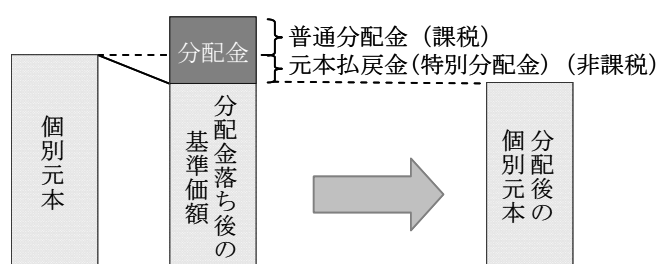 分配金
普通分配金（課税）
元本払戻金（特別分配金）（非課税）
個別元本
分配金落ち後の
基準価額
分配後の
個別元本